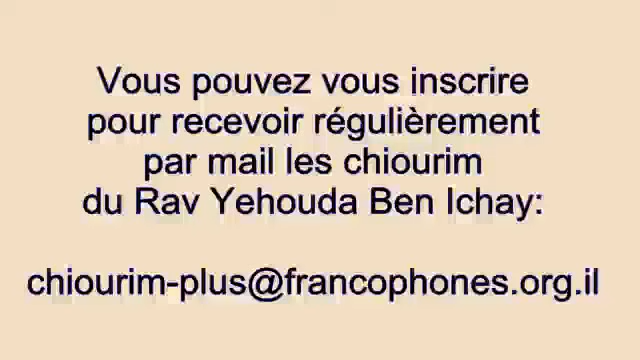 Vous pouvez vous inscrire
pour recevoir régulièrement
par mail les chiourim
du Rav Yehouda Ben Ichay:
chiourim-plus@francophones.org.il